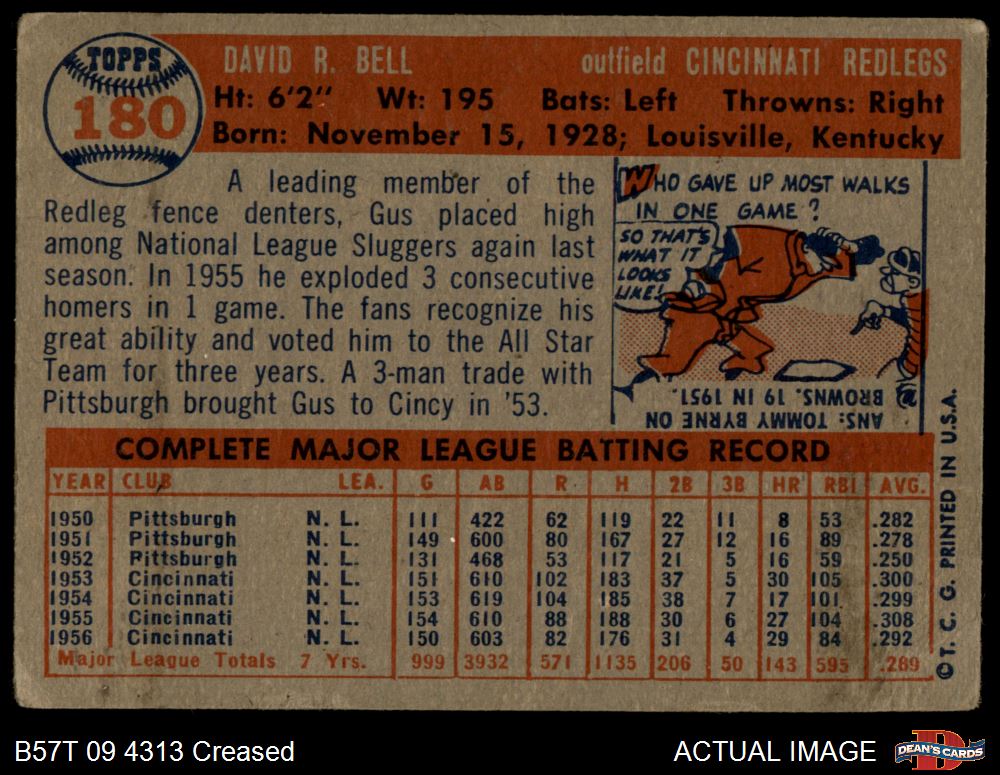 TOPPS
180
DAVID R. BELL outfield CINCINNATI REDLEGS
Ht: 6'2" Wt: 195 Bats: Left Throwns: Right
Born: November 15, 1928; Louisville, Kentucky
A leading member of the
Redleg fence denters, Gus placed high
among National League Sluggers again last
season. In 1955 he exploded 3 consecutive
homers in 1 game. The fans recognize his
great ability and voted him to the All Star
Team for three years. A 3-man trade with
Pittsburgh brought Gus to Cincy in '53.
WHO GAVE UP MOST WALKS
IN ONE GAME?
SO THAT'S
WHAT IT
LOOKS
LIKE!
ANS: TOMMY BYRNE ON
BROWNS. 19 IN 1951.
COMPLETE MAJOR LEAGUE BATTING RECORD
YEAR CLUB LEA. G AB R H 2B 3B HR RBI AVG.
1950 Pittsburgh N. L. 111 422 62 119 22 11 8 53 .282
1951 Pittsburgh N. L. 149 600 80 167 27 12 16 89 .278
1952 Pittsburgh N. L. 131 468 53 117 21 5 16 59 .250
1953 Cincinnati N. L. 151 610 102 183 37 5 30 105 .300
1954 Cincinnati N. L. 153 619 104 185 38 7 17 101 .299
1955 Cincinnati N. L. 154 610 88 188 30 6 27 104 .308
1956 Cincinnati N. L. 150 603 82 176 31 4 29 84 .292
Major League Totals 7 Yrs. 999 3932 571 1135 206 50 143 595 .289
© T. C. G. PRINTED IN U.S.A.
B57T 09 4313 Creased
ACTUAL IMAGE
DEAN'S CARDS